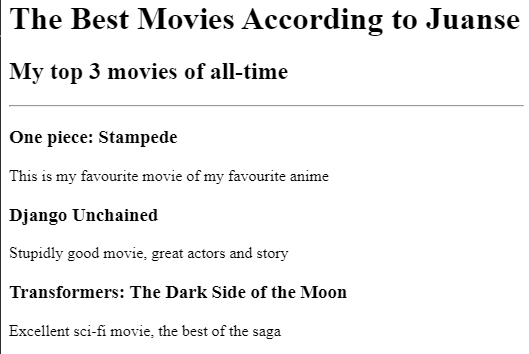 The Best Movies According to Juanse
My top 3 movies of all-time
One piece: Stampede
This is my favourite movie of my favourite anime
Django Unchained
Stupidly good movie, great actors and story
Transformers: The Dark Side of the Moon
Excellent sci-fi movie, the best of the saga